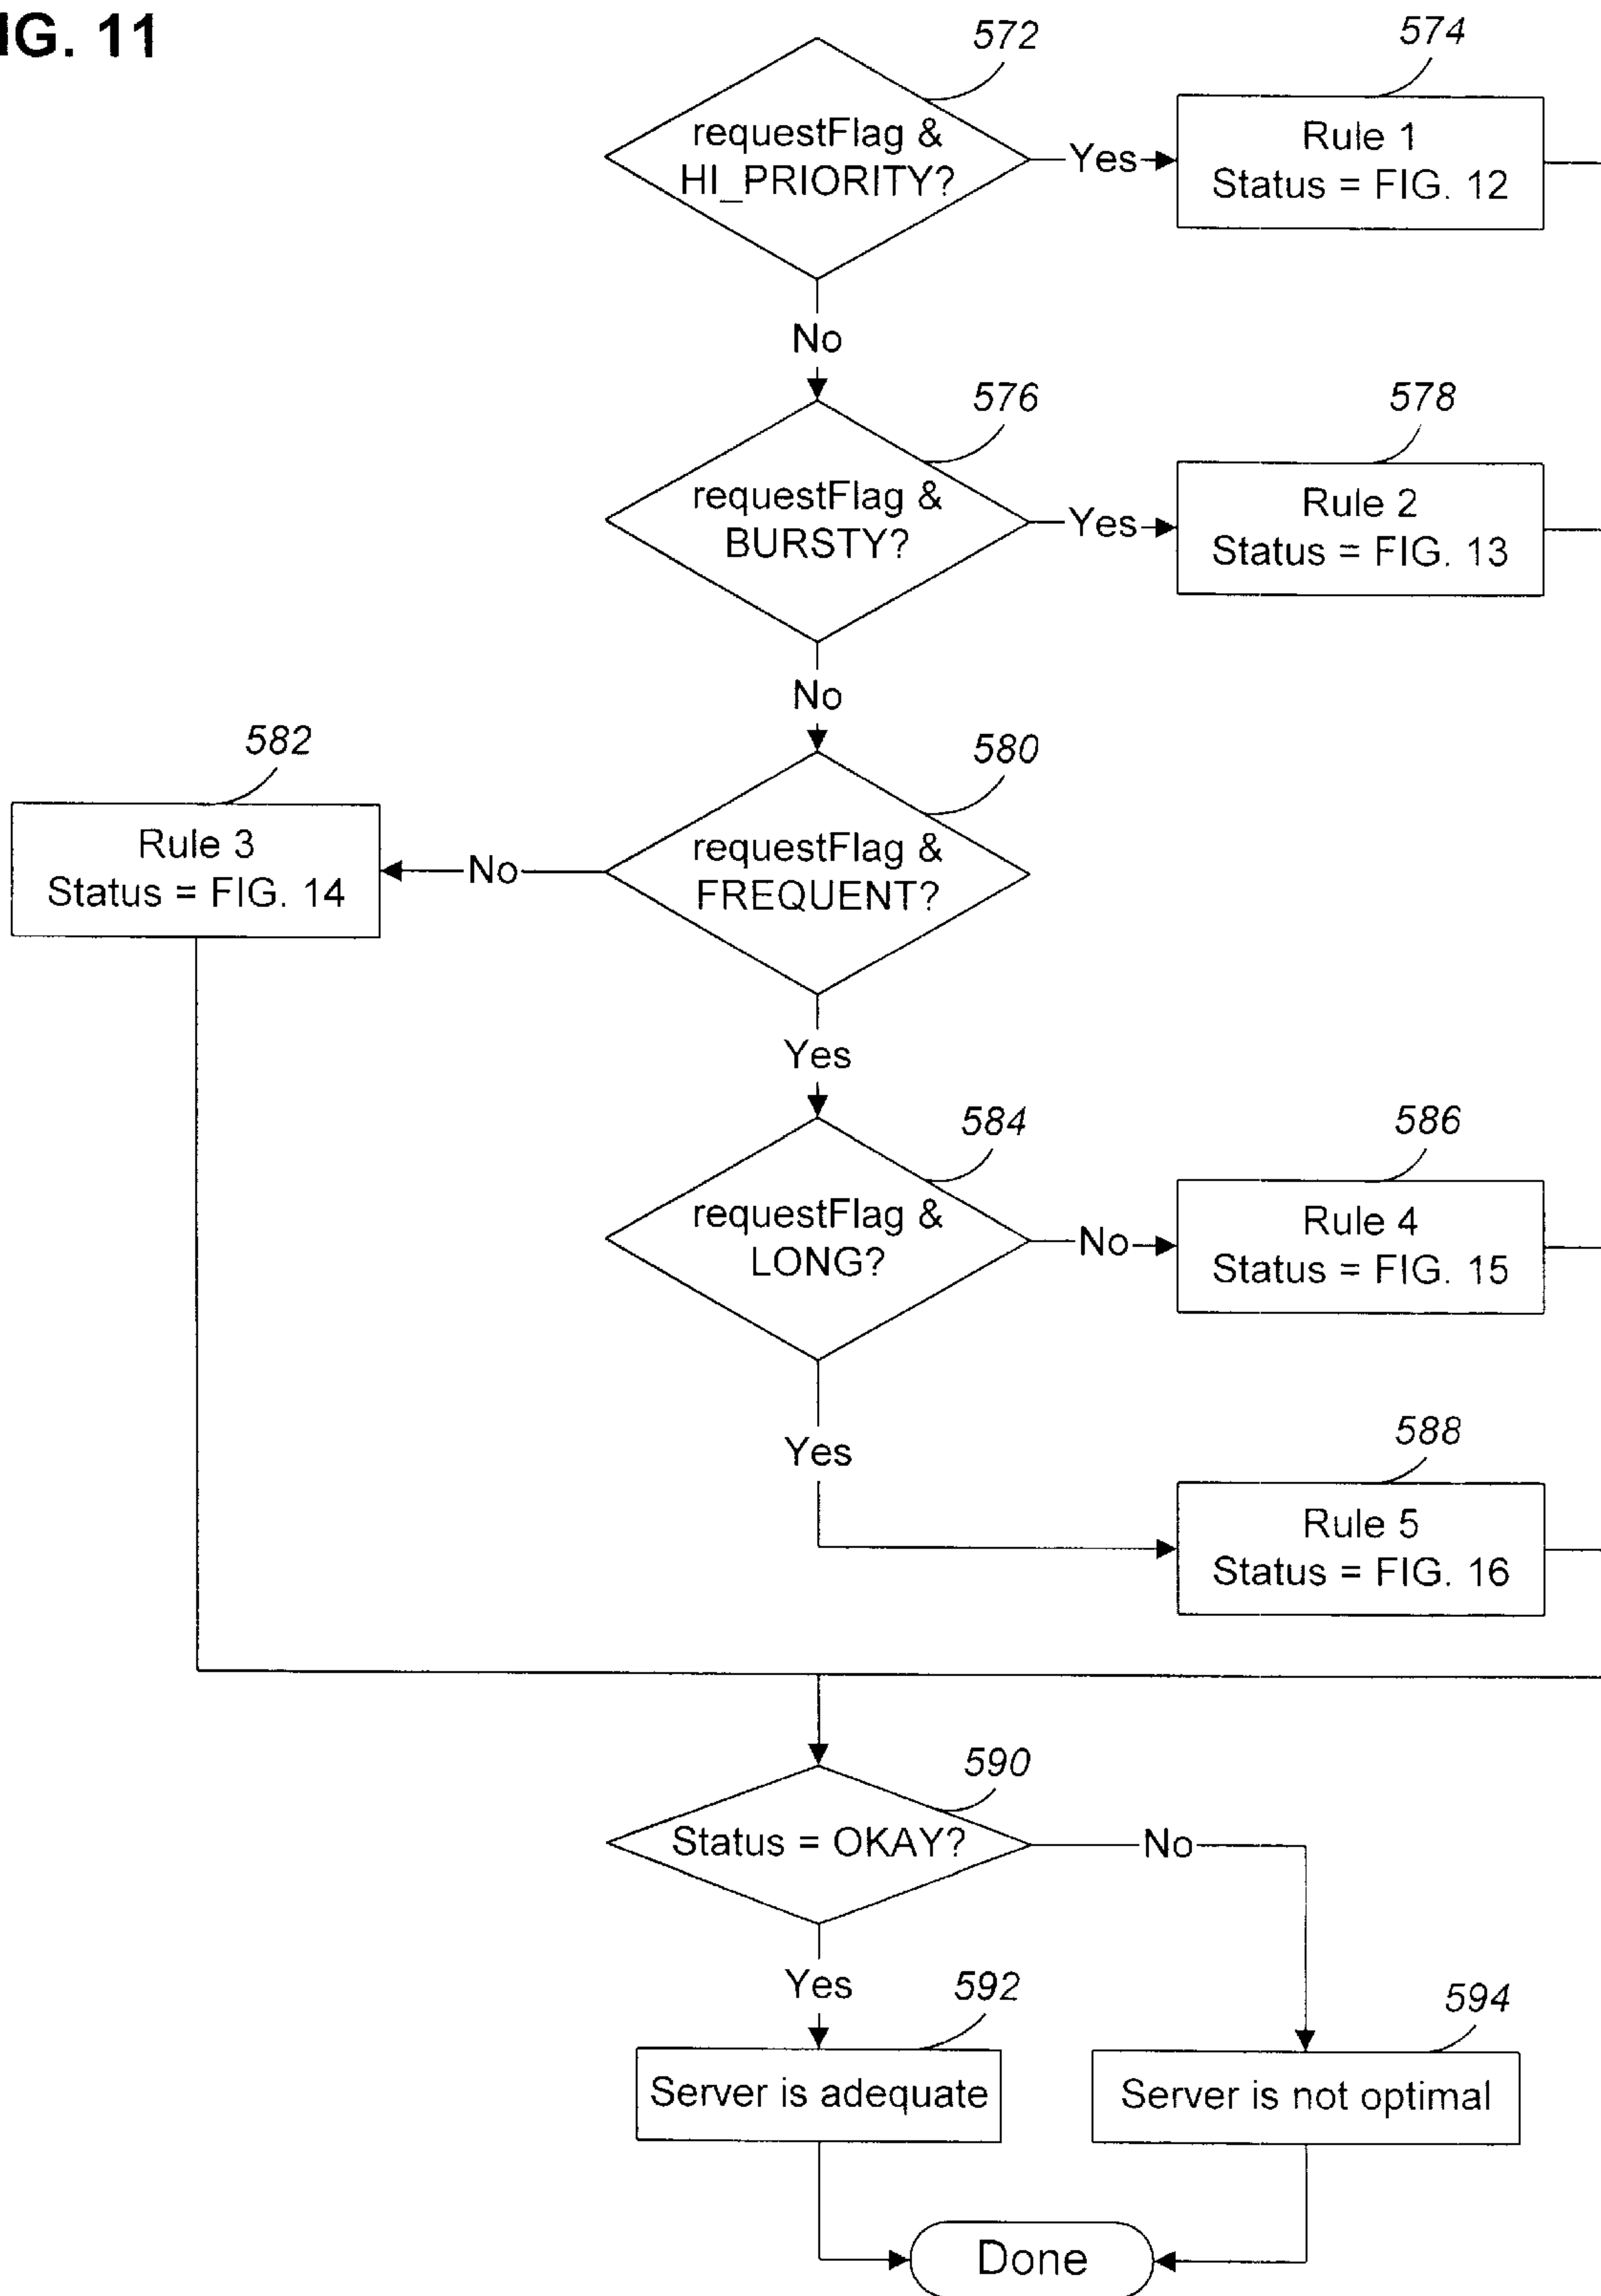 IG. 11
572
574
requestFlag &
HI_PRIORITY?
Yes
Rule 1
Status = FIG. 12
No
576
578
requestFlag &
BURSTY?
Yes
Rule 2
Status = FIG. 13
No
582
580
Rule 3
Status = FIG. 14
No
requestFlag &
FREQUENT?
Yes
584
586
requestFlag &
LONG?
No
Rule 4
Status = FIG. 15
Yes
588
Rule 5
Status = FIG. 16
590
Status = OKAY?
No
Yes
592
594
Server is adequate
Server is not optimal
Done